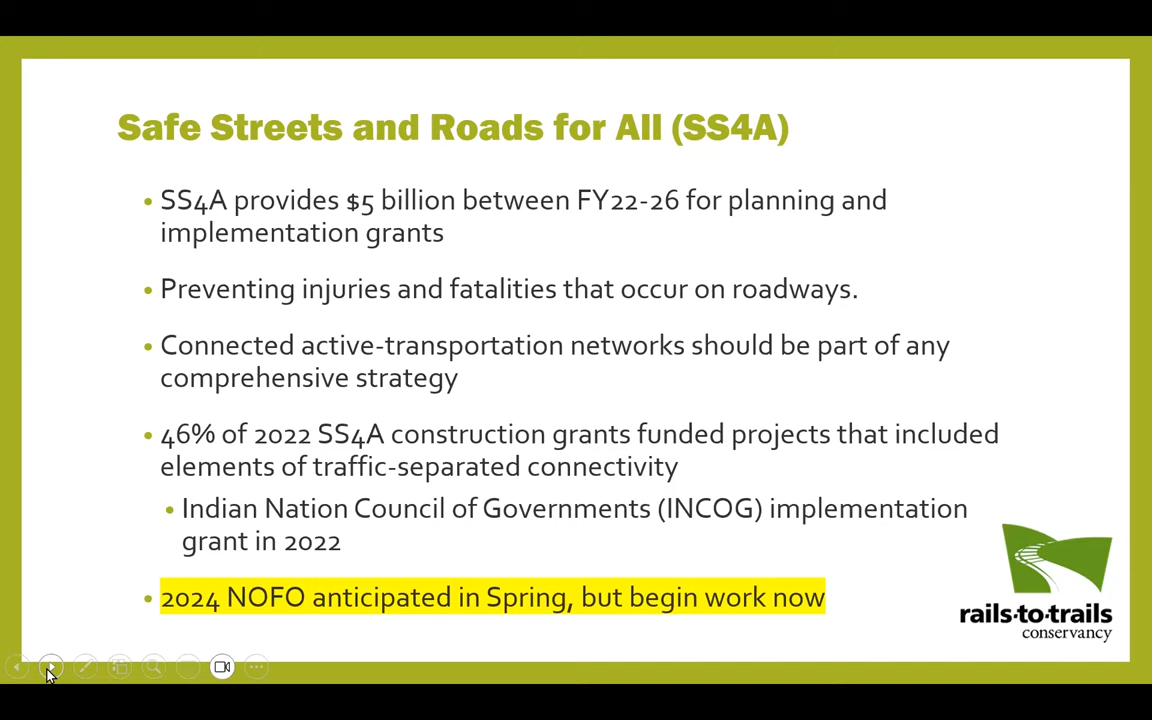 Safe Streets and Roads for All (SS4A)
• SS4A provides $5 billion between FY22-26 for planning and
implementation grants
• Preventing injuries and fatalities that occur on roadways.
• Connected active-transportation networks should be part of any
comprehensive strategy
• 46% of 2022 SS4A construction grants funded projects that included
elements of traffic-separated connectivity
• Indian Nation Council of Governments (INCOG) implementation
grant in 2022
• 2024 NOFO anticipated in Spring, but begin work now
rails·to·trails
conservancy